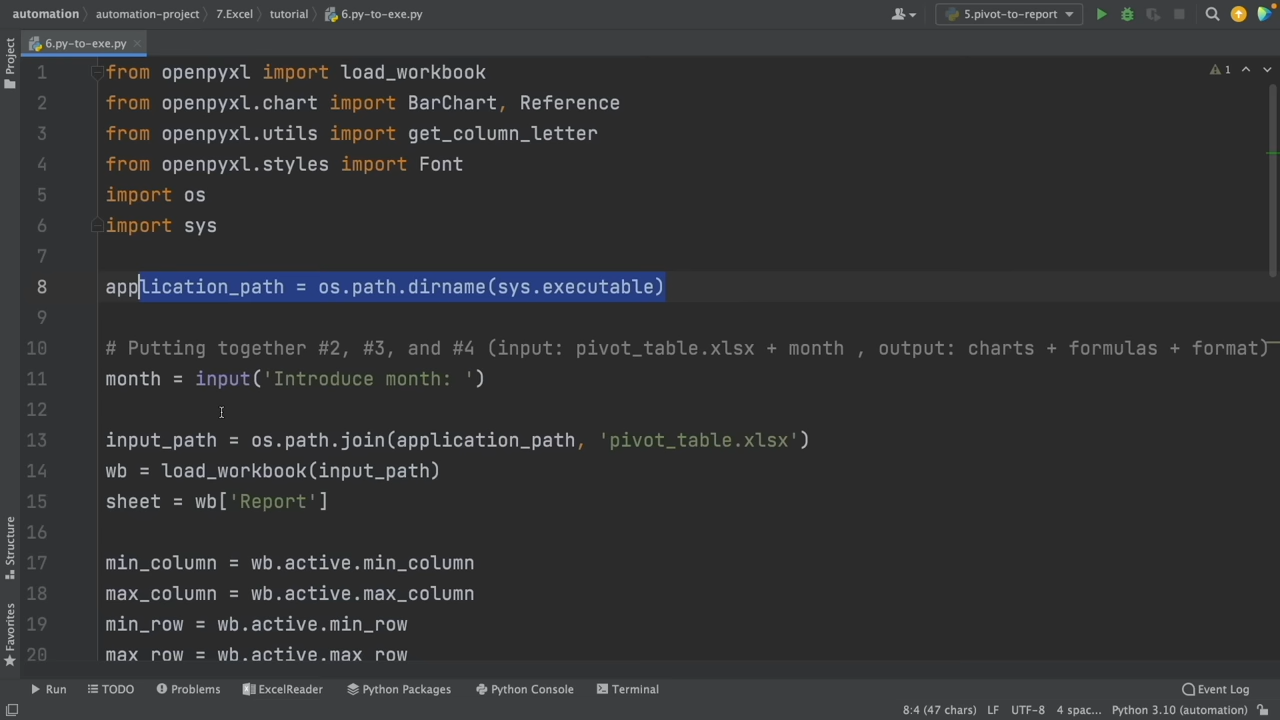 automation automation-project 7.Excel tutorial 6.py-to-exe.py 5.pivot-to-report
6.py-to-exe.py
Project
1 from openpyxl import load_workbook 1
2 from openpyxl.chart import BarChart, Reference
3 from openpyxl.utils import get_column_letter
4 from openpyxl.styles import Font
5 import os
6 import sys
7
8 application_path = os.path.dirname(sys.executable)
9
10 # Putting together #2, #3, and #4 (input: pivot_table.xlsx + month , output: charts + formulas + format)
11 month = input('Introduce month: ')
12
13 input_path = os.path.join(application_path, 'pivot_table.xlsx')
14 wb = load_workbook(input_path)
15 sheet = wb['Report']
16
17 min_column = wb.active.min_column
18 max_column = wb.active.max_column
19 min_row = wb.active.min_row
20 max_row = wb.active.max_row
Structure
Favorites
Run TODO Problems ExcelReader Python Packages Python Console Terminal Event Log
8:4 (47 chars) LF UTF-8 4 spac... Python 3.10 (automation)